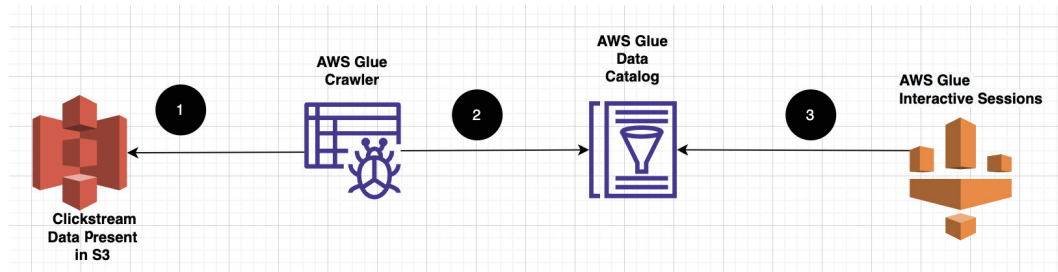 AWS Glue
Crawler
AWS Glue
Data
Catalog
AWS Glue
Interactive Sessions
1
2
3
Clickstream
Data Present
in S3